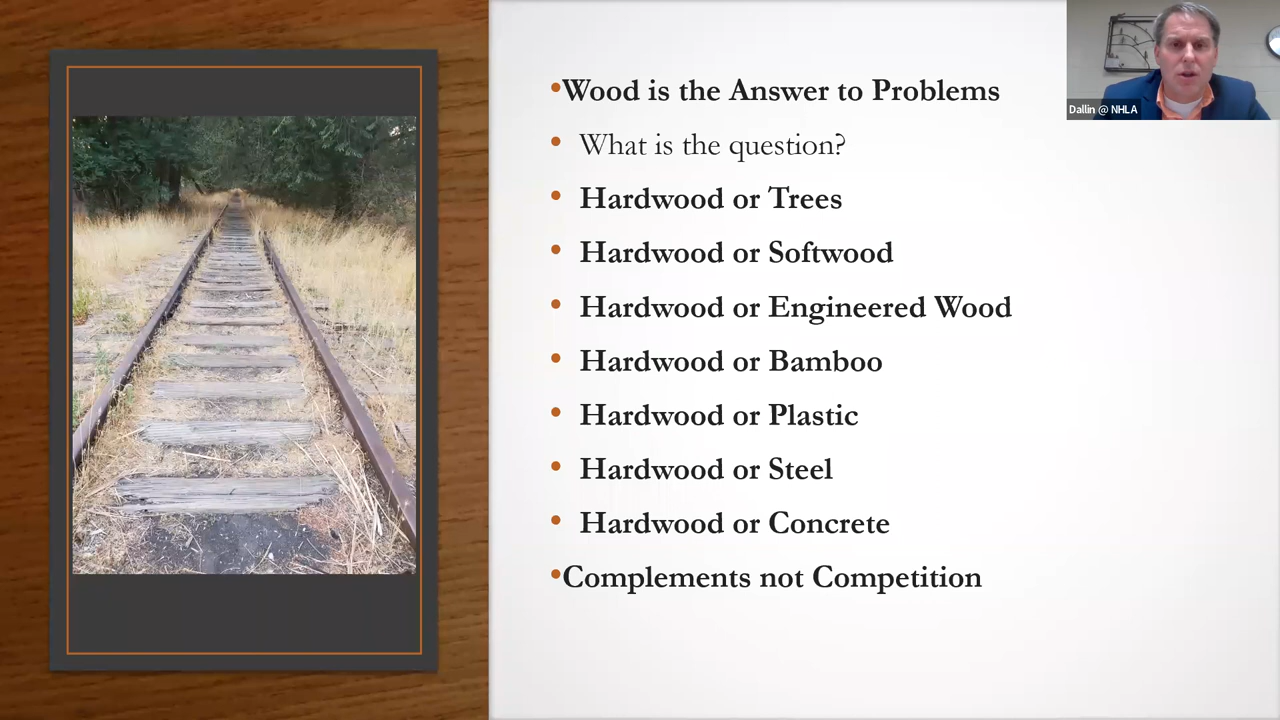 •Wood is the Answer to Problems
• What is the question?
• Hardwood or Trees
• Hardwood or Softwood
• Hardwood or Engineered Wood
• Hardwood or Bamboo
• Hardwood or Plastic
• Hardwood or Steel
• Hardwood or Concrete
•Complements not Competition
Dallin @ NHLA